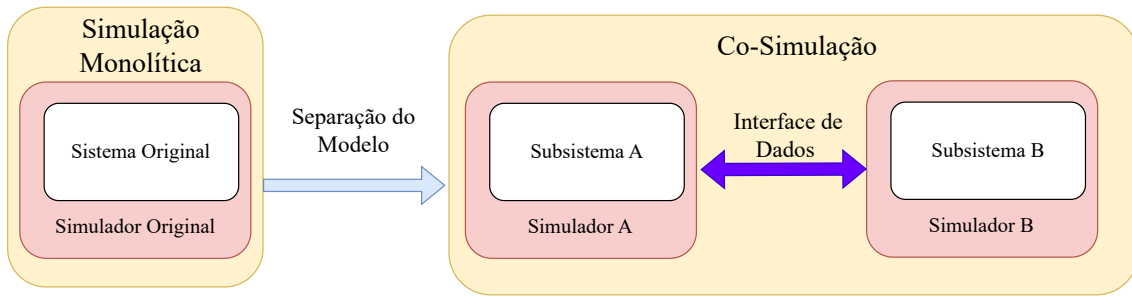 Simulação
Monolítica
Sistema Original
Simulador Original
Separação do
Modelo
Co-Simulação
Subsistema A
Simulador A
Interface de
Dados
Subsistema B
Simulador B